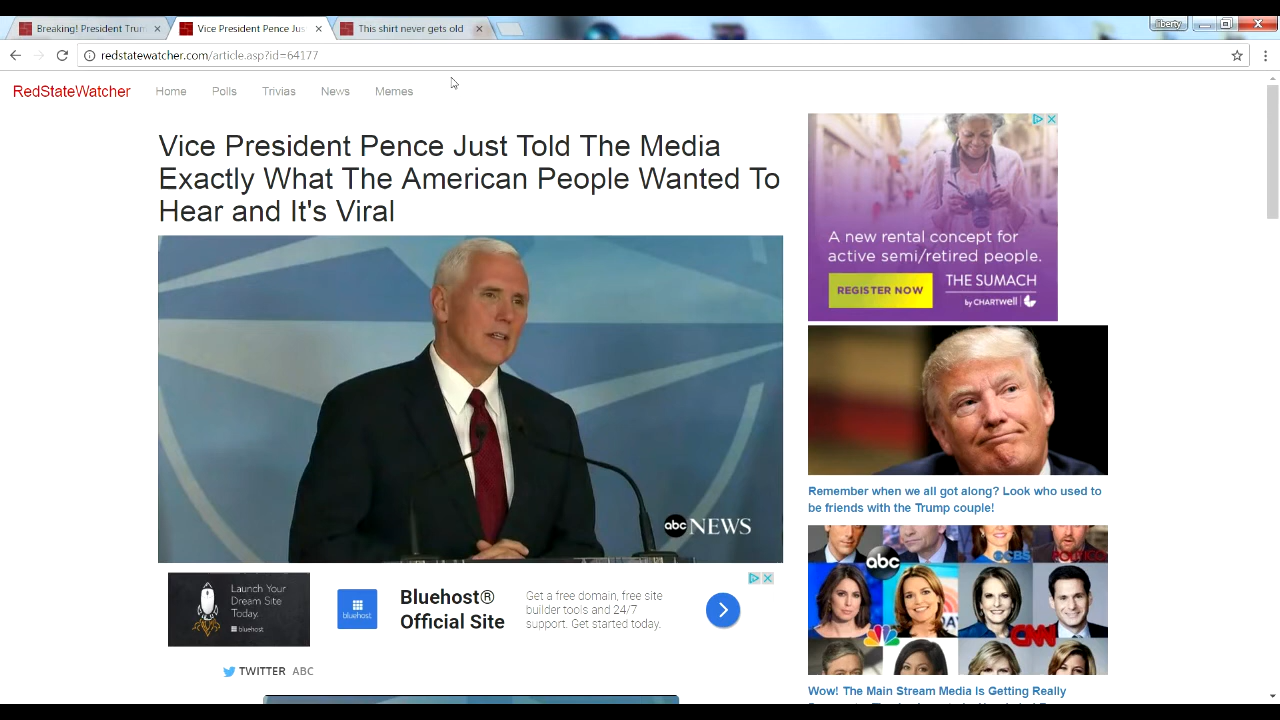 Breaking! President Trum
Vice President Pence Jus
This shirt never gets old
liberty
redstatewatcher.com/article.asp?id=64177
RedStateWatcher
Home
Polls
Trivias
News
Memes
Vice President Pence Just Told The Media
Exactly What The American People Wanted To
Hear and It's Viral
abc NEWS
A new rental concept for
active semi/retired people.
REGISTER NOW
THE SUMACH
by CHARTWELL
Remember when we all got along? Look who used to
be friends with the Trump couple!
abc
CBS
POLITICO
CNN
Launch Your
Dream Site
Today.
bluehost
bluehost
Bluehost®
Official Site
Get a free domain, free site
builder tools and 24/7
support. Get started today.
TWITTER ABC
Wow! The Main Stream Media Is Getting Really